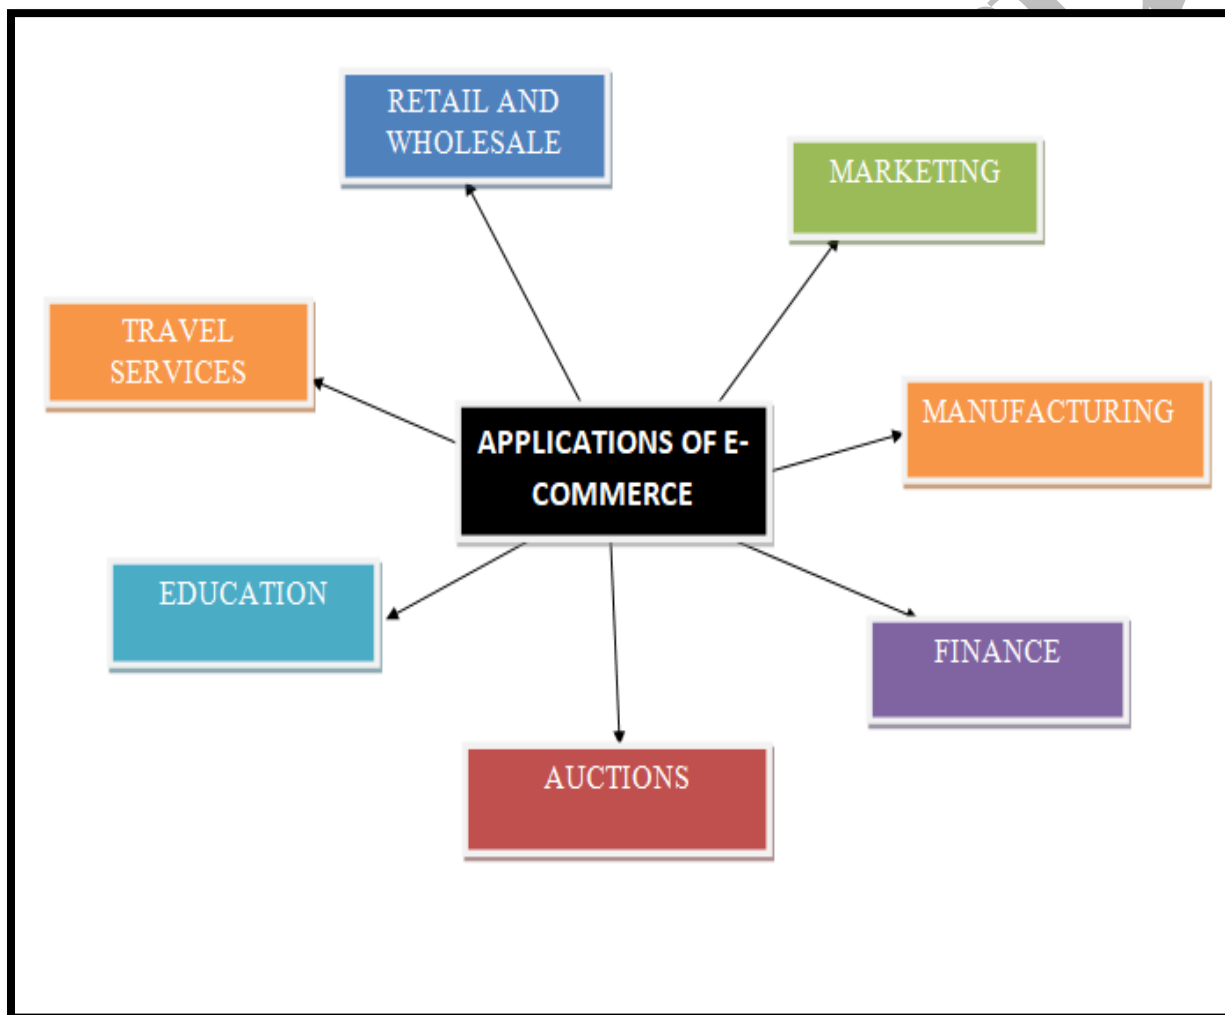 RETAIL AND
WHOLESALE
MARKETING
TRAVEL
SERVICES
MANUFACTURING
APPLICATIONS OF E-
COMMERCE
EDUCATION
FINANCE
AUCTIONS